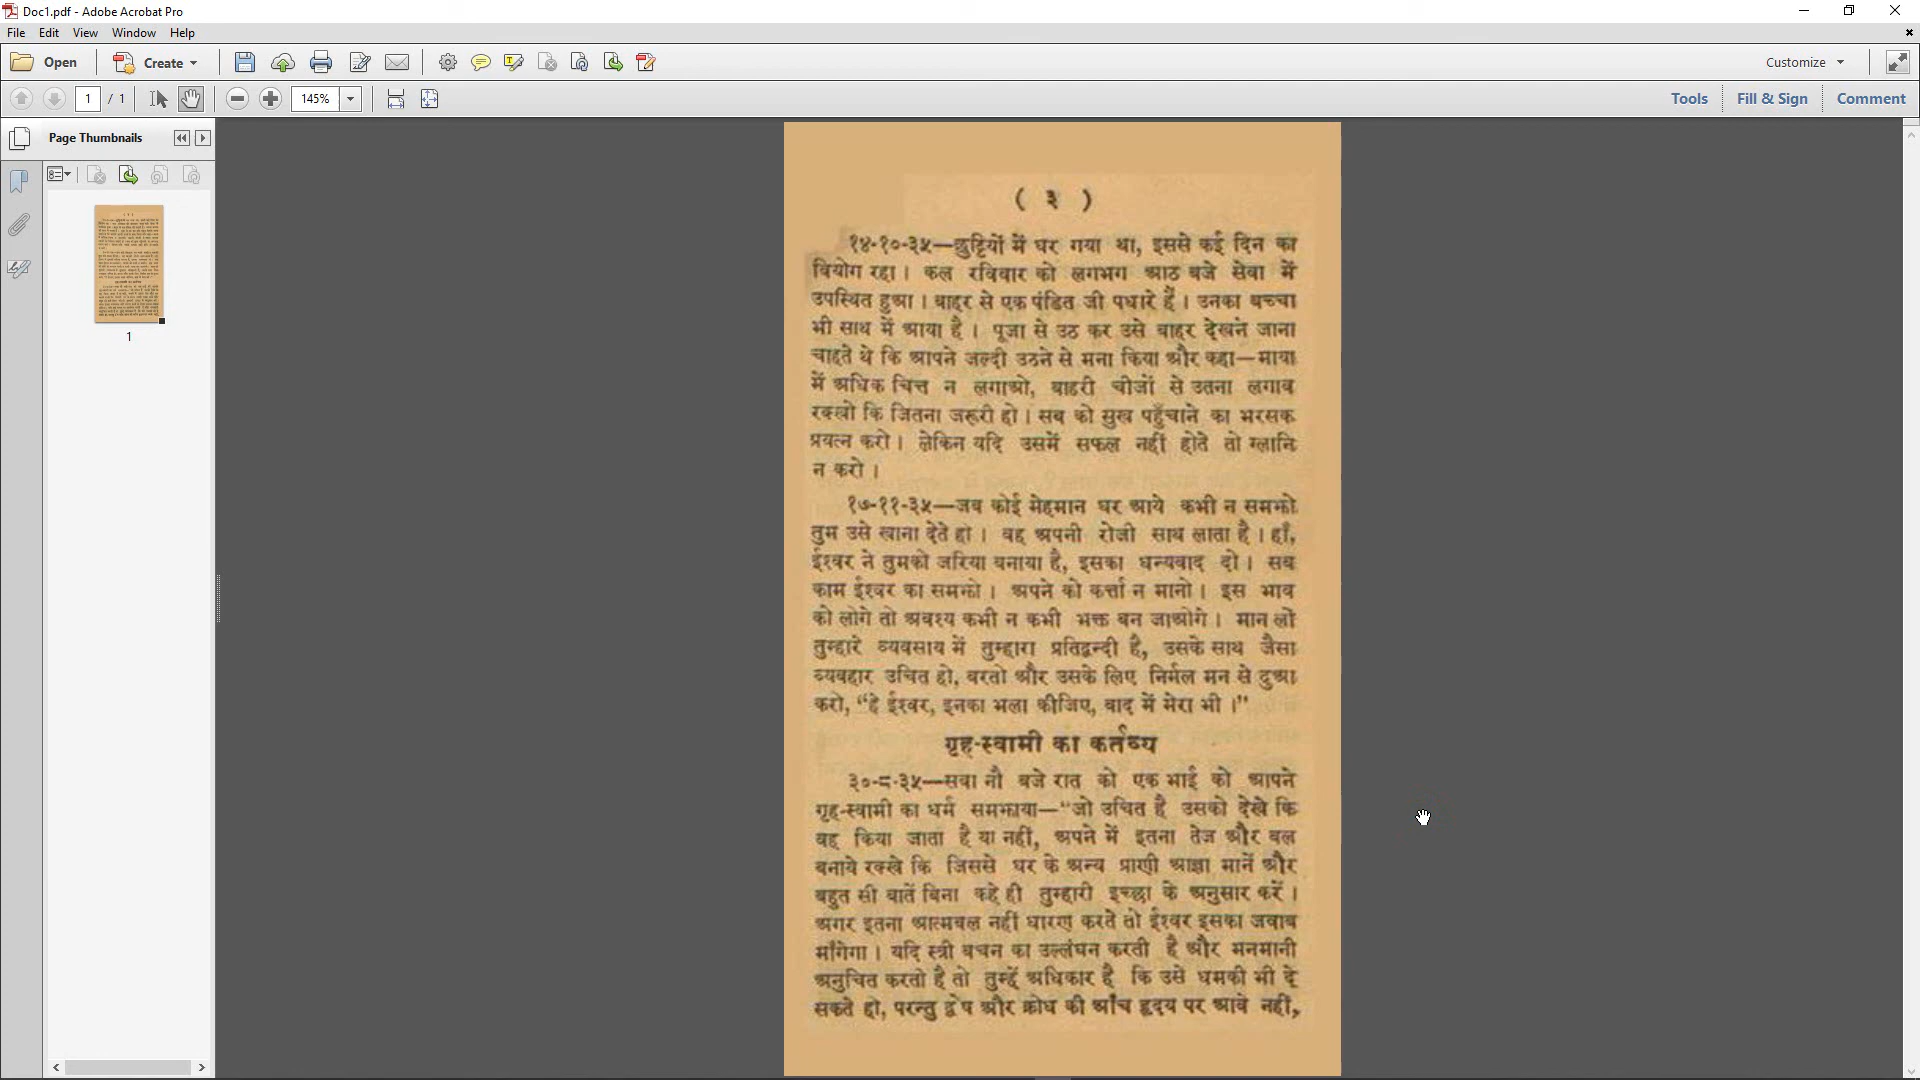 Doc1.pdf - Adobe Acrobat Pro
File Edit View Window Help
Open Create Customize
1 / 1 145% Tools Fill & Sign Comment
Page Thumbnails
1
( ३ )
१४-१०-३५—छुट्टियों में घर गया था, इससे कई दिन का
वियोग रहा। कल रविवार को लगभग आठ बजे सेवा में
उपस्थित हुआ। बाहर से एक पंडित जी पधारे हैं। उनका बच्चा
भी साथ में आया है। पूजा से उठ कर उसे बाहर देखने जाना
चाहते थे कि आपने जल्दी उठने से मना किया और कहा—माया
में अधिक चित्त न लगाओ, बाहरी चीजों से उतना लगाव
रक्खो कि जितना जरूरी हो। सब को सुख पहुँचाने का भरसक
प्रयत्न करो। लेकिन यदि उसमें सफल नहीं होते तो ग्लानि
न करो।
१७-११-३५—जब कोई मेहमान घर आये कभी न समझो
तुम उसे खाना देते हो। वह अपनी रोजी साथ लाता है। हाँ,
ईश्वर ने तुमको जरिया बनाया है, इसका धन्यवाद दो। सब
काम ईश्वर का समझो। अपने को कर्त्ता न मानो। इस भाव
को लोगे तो अवश्य कभी न कभी भक्त बन जाओगे। मान लो
तुम्हारे व्यवसाय में तुम्हारा प्रतिद्वन्दी है, उसके साथ जैसा
व्यवहार उचित हो, बरतो और उसके लिए निर्मल मन से दुआ
करो, “हे ईश्वर, इनका भला कीजिए, बाद में मेरा भी।”
गृह-स्वामी का कर्तव्य
३०-८-३५—सवा नौ बजे रात को एक भाई को आपने
गृह-स्वामी का धर्म समझाया—“जो उचित है उसको देखे कि
वह किया जाता है या नहीं, अपने में इतना तेज और बल
बनाये रक्खे कि जिससे घर के अन्य प्राणी आज्ञा मानें और
बहुत सी बातें बिना कहे ही तुम्हारी इच्छा के अनुसार करें।
अगर इतना आत्मबल नहीं धारण करते तो ईश्वर इसका जवाब
माँगेगा। यदि स्त्री बचन का उल्लंघन करती है और मनमानी
अनुचित करती है तो तुम्हें अधिकार है कि उसे धमकी भी दे
सकते हो, परन्तु द्वेष और क्रोध की आँच हृदय पर आवे नहीं,